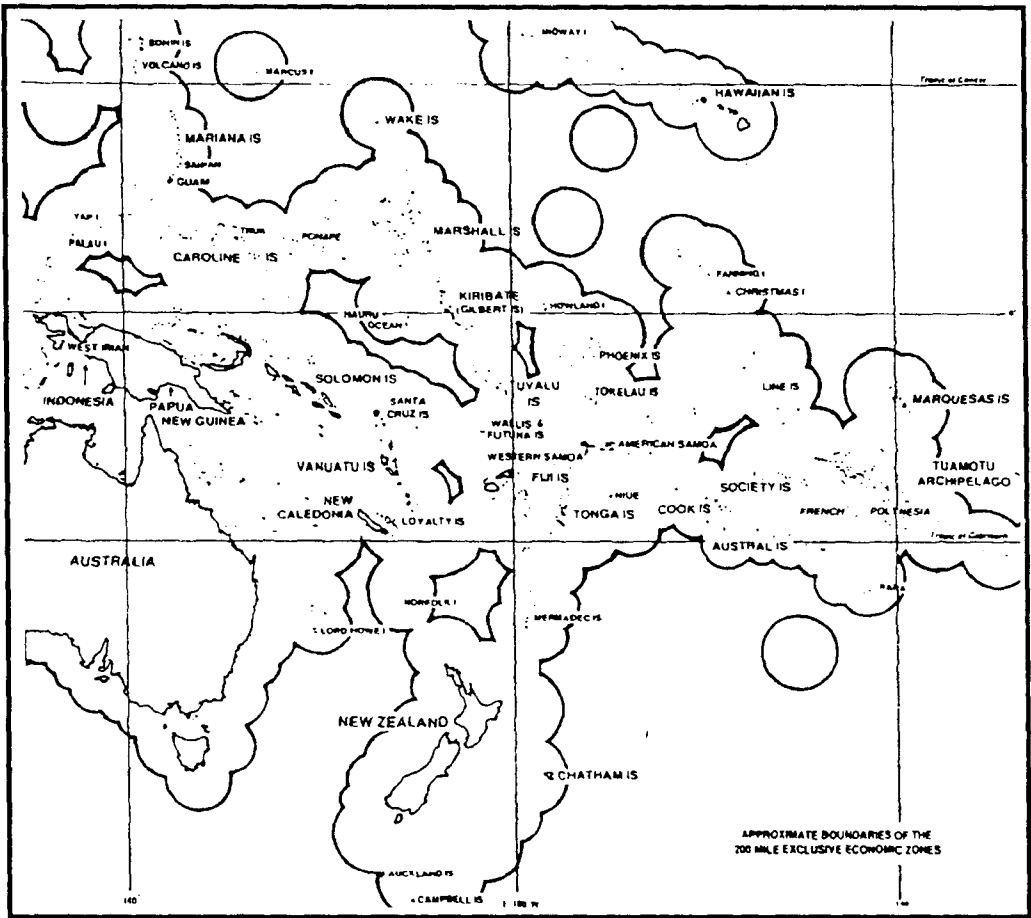 BONIN IS
MIDWAY I
VOLCANO IS
MARCUS I
Tropic of Cancer
HAWAIIAN IS
WAKE IS
MARIANA IS
SAIPAN
GUAM
YAP I
TRUK
PONAPE
MARSHALL IS
PALAU I
CAROLINE IS
FANNING I
CHRISTMAS I
KIRIBATE
(GILBERT IS)
HOWLAND I
NAURU
OCEAN I
0°
WEST IRIAN
PHOENIX IS
SOLOMON IS
UVALU
IS
TOKELAU IS
LINE IS
INDONESIA
PAPUA
NEW GUINEA
SANTA
CRUZ IS
MARQUESAS IS
WALLIS &
FUTUNA IS
AMERICAN SAMOA
WESTERN SAMOA
VANUATU IS
FIJI IS
TUAMOTU
ARCHIPELAGO
SOCIETY IS
NIUE
NEW
CALEDONIA
LOYALTY IS
TONGA IS
COOK IS
FRENCH POLYNESIA
Tropic of Capricorn
AUSTRAL IS
AUSTRALIA
RAPA
NORFOLK I
LORD HOWE I
KERMADEC IS
NEW ZEALAND
CHATHAM IS
APPROXIMATE BOUNDARIES OF THE
200 MILE EXCLUSIVE ECONOMIC ZONES
AUCKLAND IS
CAMPBELL IS
140
180